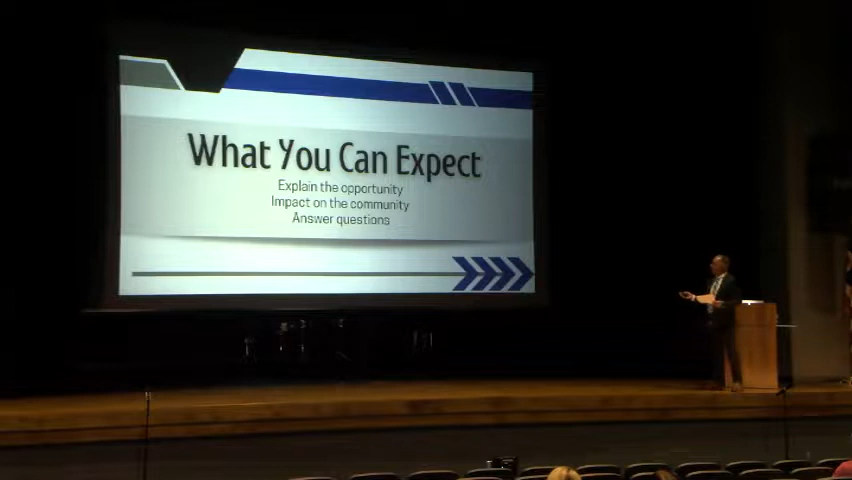 What You Can Expect
Explain the opportunity
Impact on the community
Answer questions